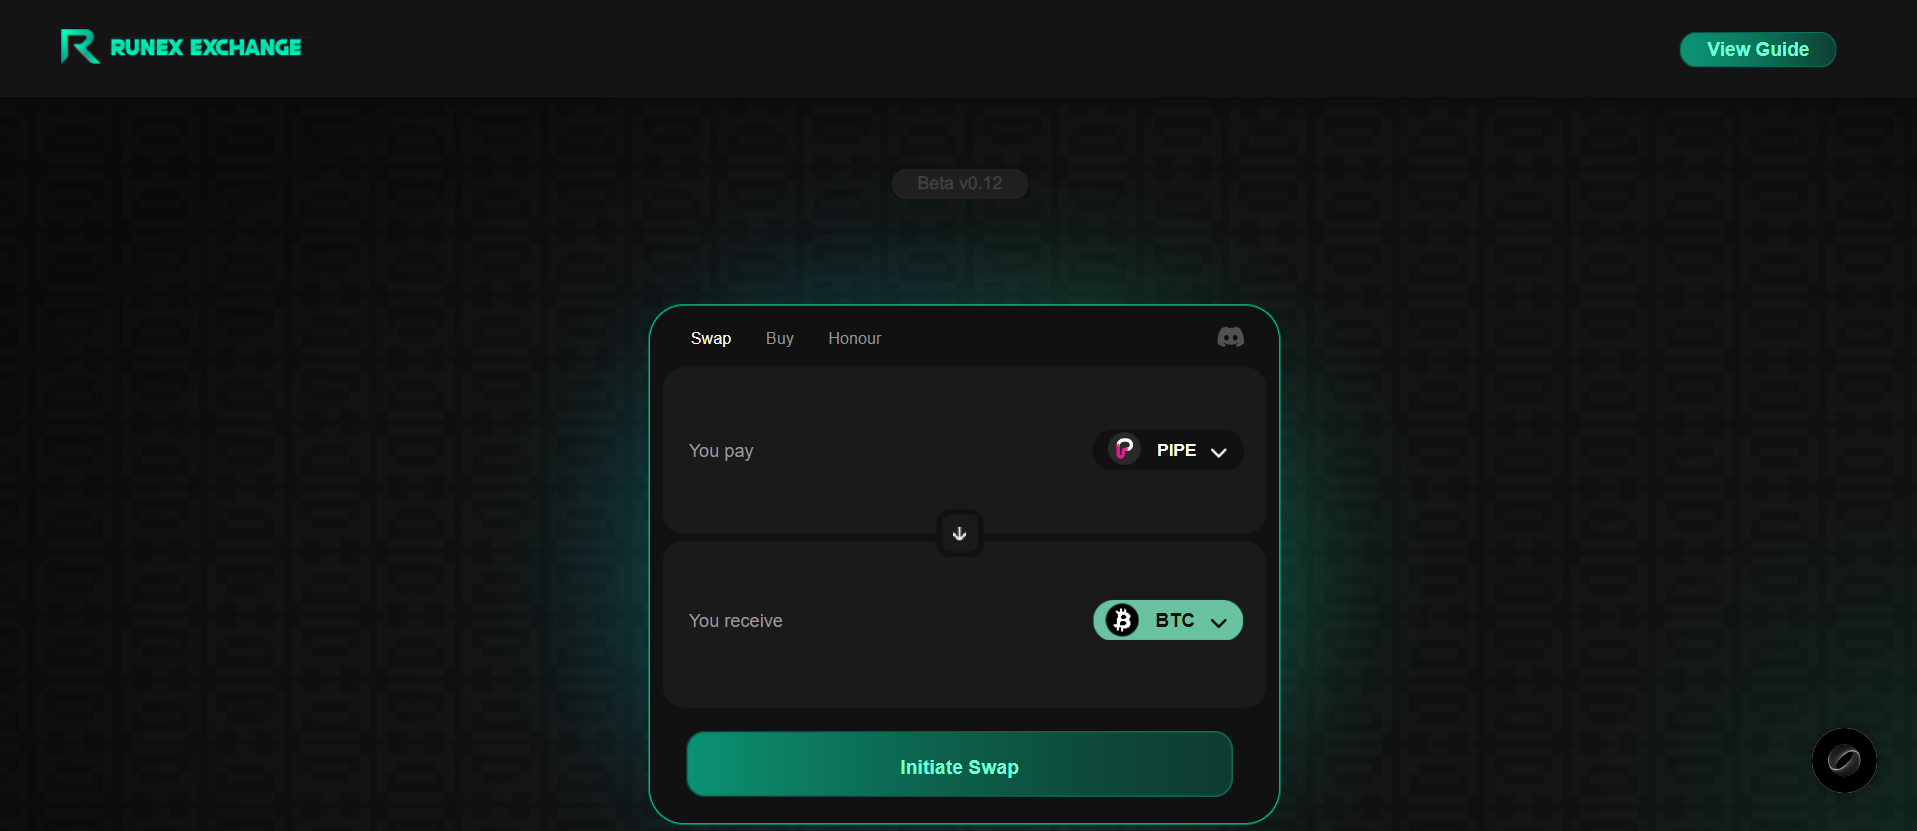 RUNEX EXCHANGE
View Guide
Beta v0.12
Swap Buy Honour
You pay
PIPE
You receive
BTC
Initiate Swap